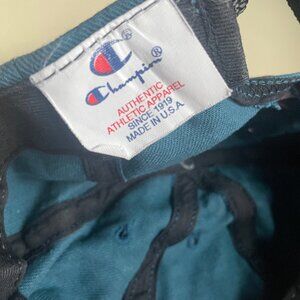 Champion
AUTHENTIC
ATHLETIC APPAREL
SINCE 1919
MADE IN U.S.A.